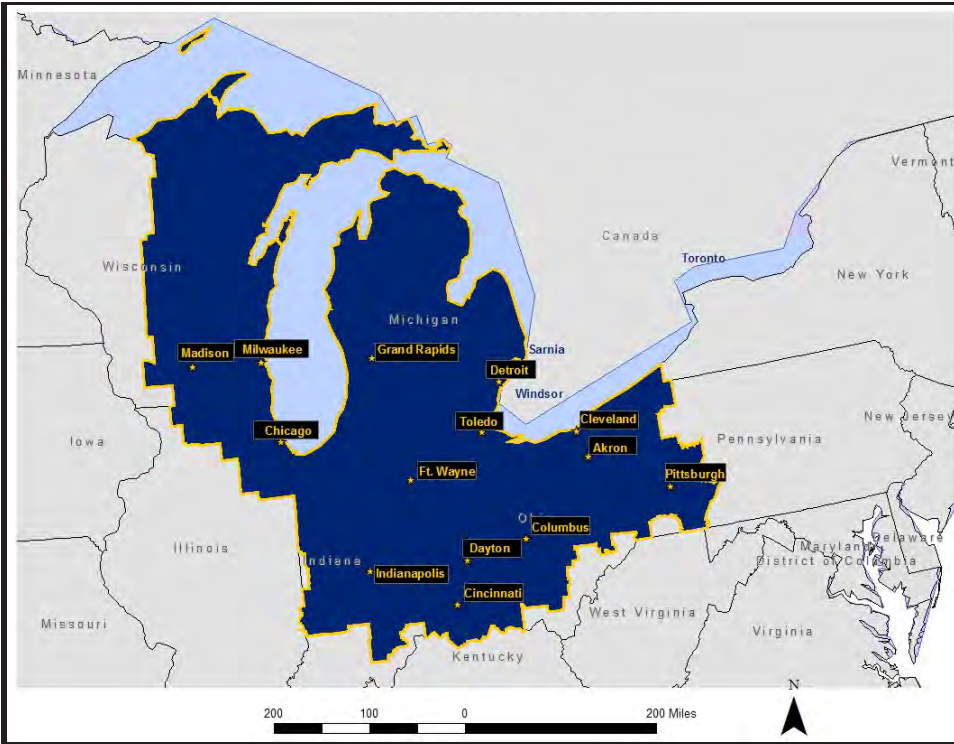 Minnesota
Vermont
Canada
Toronto
Wisconsin
New York
Michigan
Madison
Milwaukee
Grand Rapids
Sarnia
Detroit
Windsor
Chicago
Toledo
Cleveland
New Jersey
Iowa
Pennsylvania
Akron
Ft. Wayne
Pittsburgh
Columbus
Illinois
Indiana
Dayton
Maryland
Delaware
District of Columbia
Indianapolis
Cincinnati
West Virginia
Missouri
Virginia
Kentucky
N
200 100 0 200 Miles